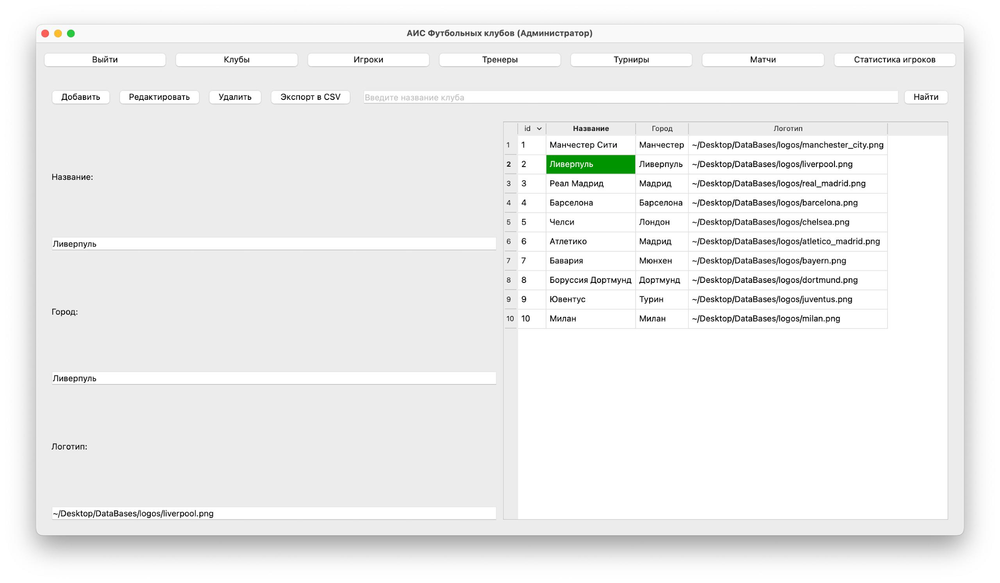 АИС Футбольных клубов (Администратор)
Выйти Клубы Игроки Тренеры Турниры Матчи Статистика игроков
Добавить Редактировать Удалить Экспорт в CSV Введите название клуба Найти
Название:
Ливерпуль
Город:
Ливерпуль
Логотип:
~/Desktop/DataBases/logos/liverpool.png
id Название Город Логотип
1 1 Манчестер Сити Манчестер ~/Desktop/DataBases/logos/manchester_city.png
2 2 Ливерпуль Ливерпуль ~/Desktop/DataBases/logos/liverpool.png
3 3 Реал Мадрид Мадрид ~/Desktop/DataBases/logos/real_madrid.png
4 4 Барселона Барселона ~/Desktop/DataBases/logos/barcelona.png
5 5 Челси Лондон ~/Desktop/DataBases/logos/chelsea.png
6 6 Атлетико Мадрид ~/Desktop/DataBases/logos/atletico_madrid.png
7 7 Бавария Мюнхен ~/Desktop/DataBases/logos/bayern.png
8 8 Боруссия Дортмунд Дортмунд ~/Desktop/DataBases/logos/dortmund.png
9 9 Ювентус Турин ~/Desktop/DataBases/logos/juventus.png
10 10 Милан Милан ~/Desktop/DataBases/logos/milan.png